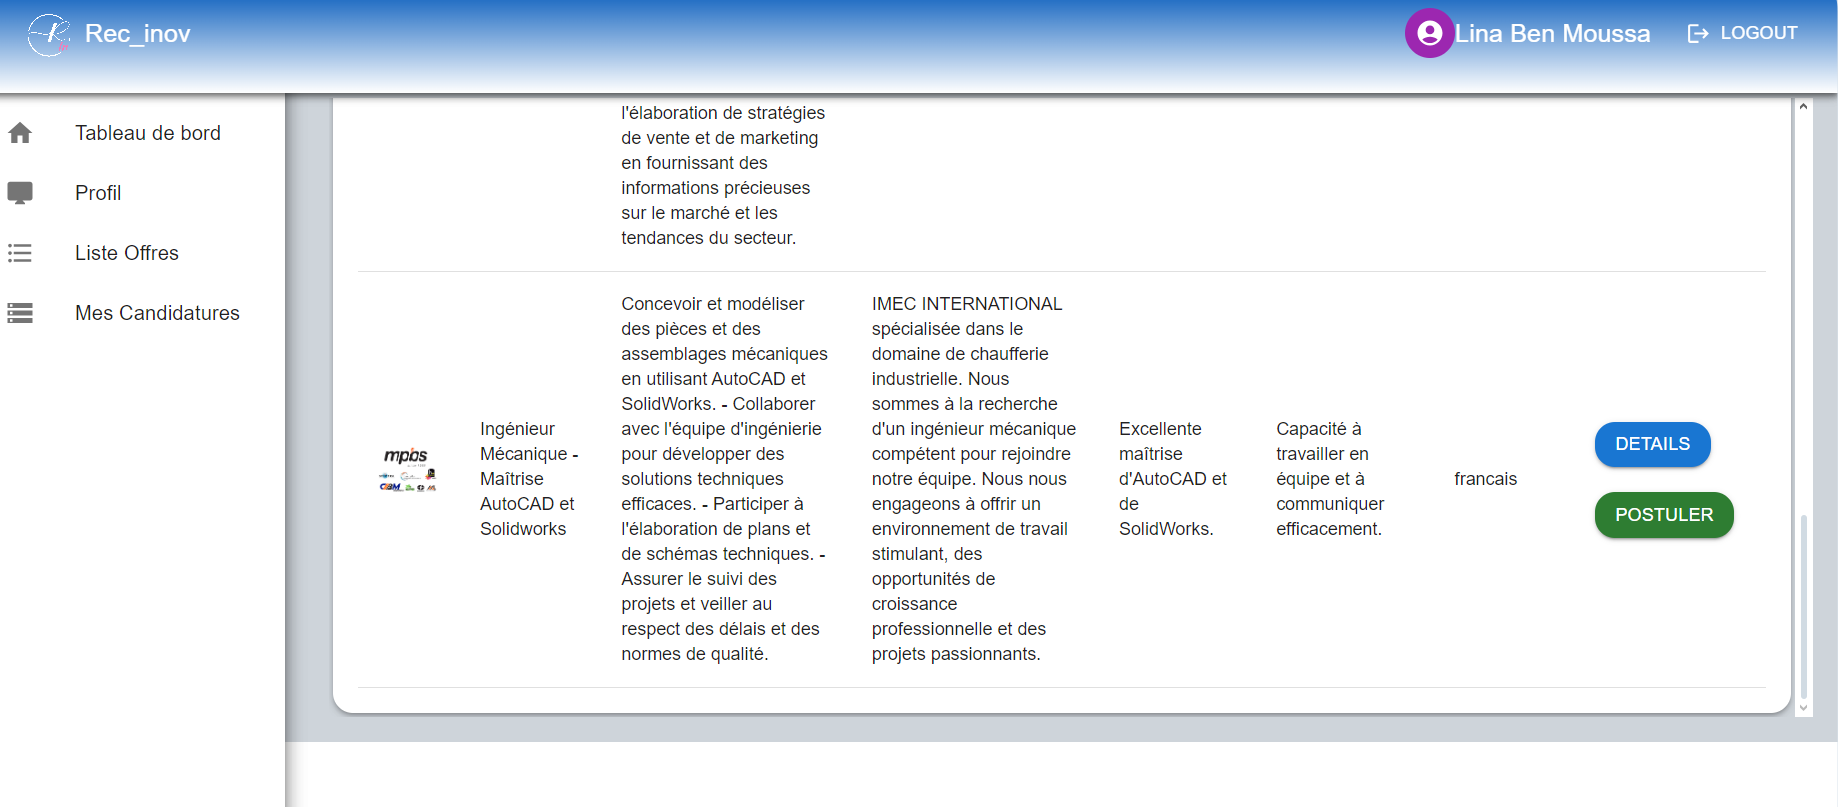 Rec_inov
Lina Ben Moussa
LOGOUT
Tableau de bord
Profil
Liste Offres
Mes Candidatures
l'élaboration de stratégies
de vente et de marketing
en fournissant des
informations précieuses
sur le marché et les
tendances du secteur.
mpbs
Ingénieur
Mécanique -
Maîtrise
AutoCAD et
Solidworks
Concevoir et modéliser
des pièces et des
assemblages mécaniques
en utilisant AutoCAD et
SolidWorks. - Collaborer
avec l'équipe d'ingénierie
pour développer des
solutions techniques
efficaces. - Participer à
l'élaboration de plans et
de schémas techniques. -
Assurer le suivi des
projets et veiller au
respect des délais et des
normes de qualité.
IMEC INTERNATIONAL
spécialisée dans le
domaine de chaufferie
industrielle. Nous
sommes à la recherche
d'un ingénieur mécanique
compétent pour rejoindre
notre équipe. Nous nous
engageons à offrir un
environnement de travail
stimulant, des
opportunités de
croissance
professionnelle et des
projets passionnants.
Excellente
maîtrise
d'AutoCAD et
de
SolidWorks.
Capacité à
travailler en
équipe et à
communiquer
efficacement.
francais
DETAILS
POSTULER